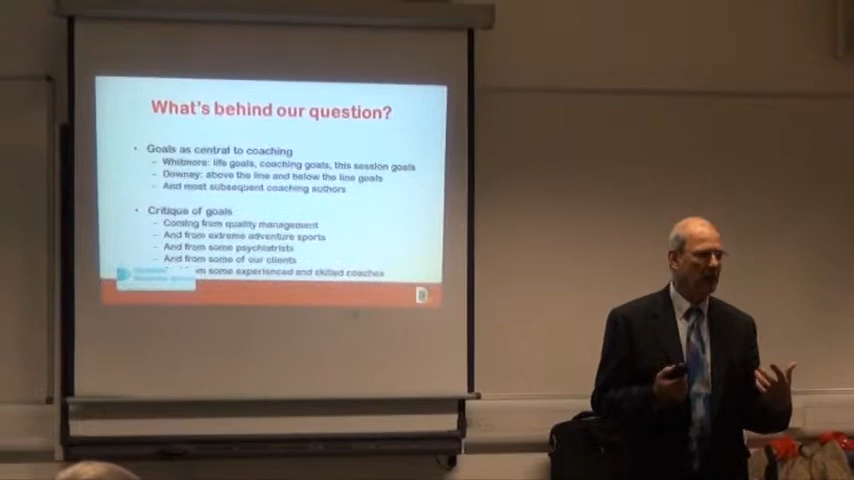 What's behind our question?
• Goals as central to coaching
– Whitmore: life goals, coaching goals, this session goals
– Downey: above the line and below the line goals
– And most subsequent coaching authors
• Critique of goals
– Coming from quality management
– And from extreme adventure sports
– And from some psychiatrists
– And from some of our clients
from some experienced and skilled coaches